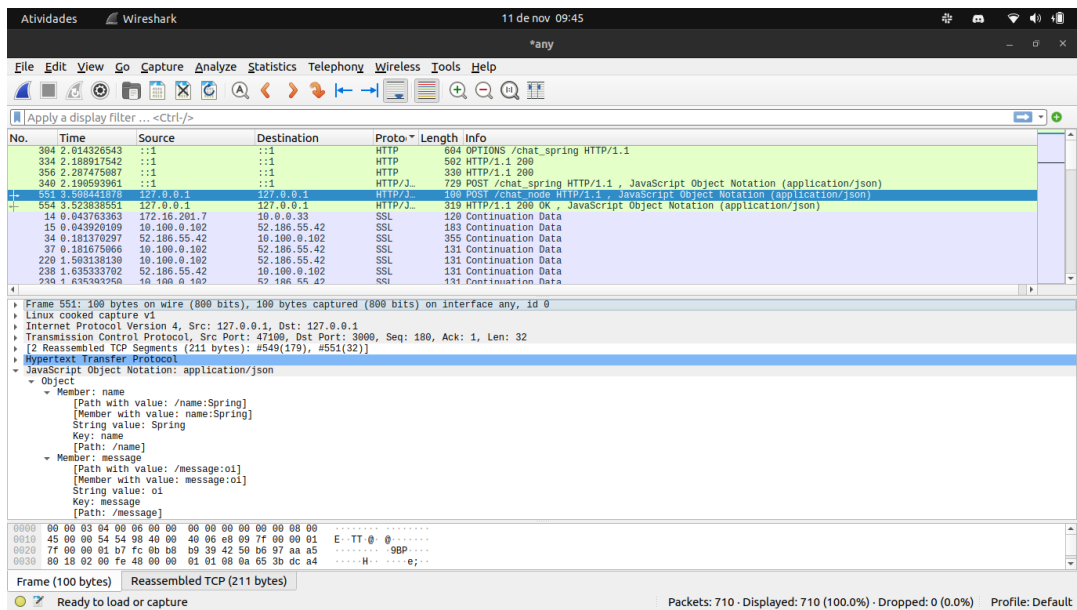 Atividades Wireshark 11 de nov 09:45
*any
File Edit View Go Capture Analyze Statistics Telephony Wireless Tools Help
Apply a display filter ... <Ctrl-/>
No. Time Source Destination Proto Length Info
304 2.014326543 ::1 ::1 HTTP 604 OPTIONS /chat_spring HTTP/1.1
334 2.188917542 ::1 ::1 HTTP 502 HTTP/1.1 200
356 2.287475087 ::1 ::1 HTTP 330 HTTP/1.1 200
340 2.190593961 ::1 ::1 HTTP/J… 729 POST /chat_spring HTTP/1.1 , JavaScript Object Notation (application/json)
551 3.508441878 127.0.0.1 127.0.0.1 HTTP/J… 100 POST /chat_node HTTP/1.1 , JavaScript Object Notation (application/json)
554 3.523838551 127.0.0.1 127.0.0.1 HTTP/J… 319 HTTP/1.1 200 OK , JavaScript Object Notation (application/json)
14 0.043763363 172.16.201.7 10.0.0.33 SSL 120 Continuation Data
15 0.043920109 10.100.0.102 52.186.55.42 SSL 183 Continuation Data
34 0.181370297 52.186.55.42 10.100.0.102 SSL 355 Continuation Data
37 0.181675066 10.100.0.102 52.186.55.42 SSL 131 Continuation Data
220 1.503138130 10.100.0.102 52.186.55.42 SSL 131 Continuation Data
238 1.635333702 52.186.55.42 10.100.0.102 SSL 131 Continuation Data
239 1.635393250 10.100.0.102 52.186.55.42 SSL 131 Continuation Data
Frame 551: 100 bytes on wire (800 bits), 100 bytes captured (800 bits) on interface any, id 0
Linux cooked capture v1
Internet Protocol Version 4, Src: 127.0.0.1, Dst: 127.0.0.1
Transmission Control Protocol, Src Port: 47100, Dst Port: 3000, Seq: 180, Ack: 1, Len: 32
[2 Reassembled TCP Segments (211 bytes): #549(179), #551(32)]
Hypertext Transfer Protocol
JavaScript Object Notation: application/json
Object
Member: name
[Path with value: /name:Spring]
[Member with value: name:Spring]
String value: Spring
Key: name
[Path: /name]
Member: message
[Path with value: /message:oi]
[Member with value: message:oi]
String value: oi
Key: message
[Path: /message]
0000 00 00 03 04 00 06 00 00 00 00 00 00 00 00 08 00 ········ ········
0010 45 00 00 54 54 98 40 00 40 06 e8 09 7f 00 00 01 E··TT·@· @·······
0020 7f 00 00 01 b7 fc 0b b8 b9 39 42 50 b6 97 aa a5 ········ ·9BP····
0030 80 18 02 00 fe 48 00 00 01 01 08 0a 65 3b dc a4 ·····H·· ····e;··
Frame (100 bytes) Reassembled TCP (211 bytes)
Ready to load or capture Packets: 710 · Displayed: 710 (100.0%) · Dropped: 0 (0.0%) Profile: Default